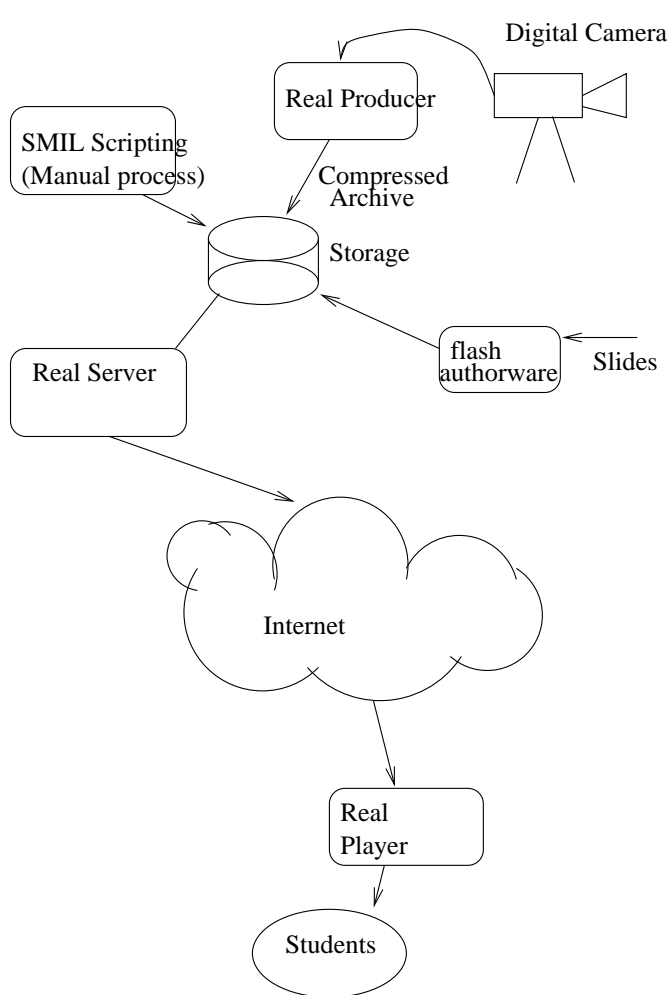 Digital Camera
Real Producer
SMIL Scripting
(Manual process)
Compressed
Archive
Storage
flash
authorware
Slides
Real Server
Internet
Real
Player
Students